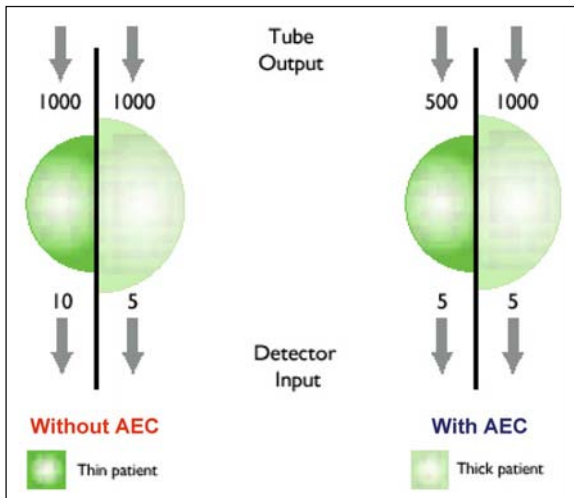 Tube
Output
1000 1000
500 1000
10 5
5 5
Detector
Input
Without AEC
With AEC
Thin patient
Thick patient